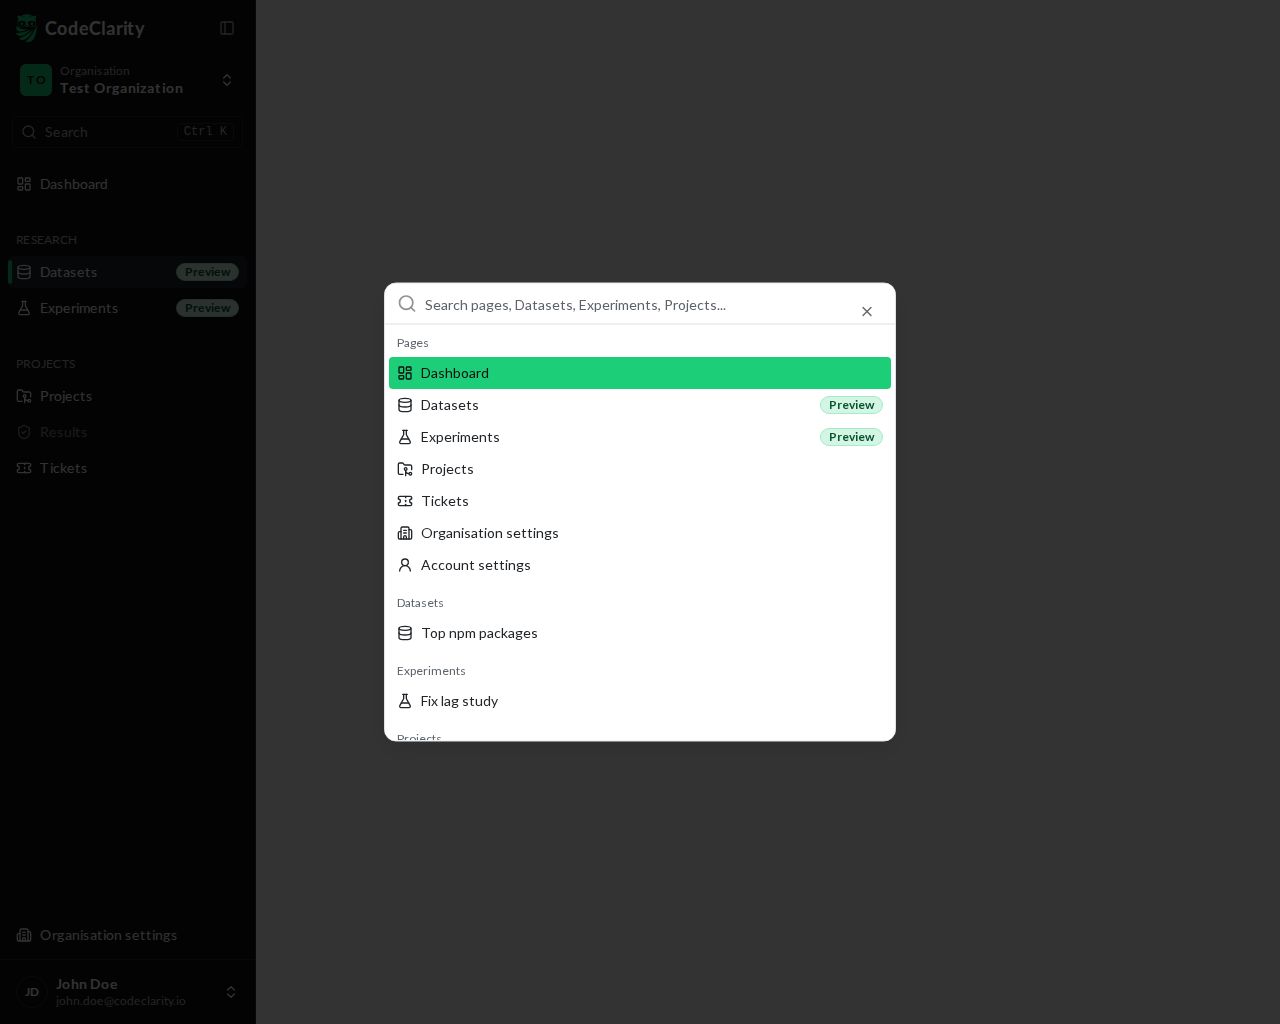 CodeClarity
Organisation
TO
Test Organization
Search
Ctrl K
Dashboard
RESEARCH
Datasets
Preview
Experiments
Preview
PROJECTS
Projects
Results
Tickets
Organisation settings
JD
John Doe
john.doe@codeclarity.io
Search pages, Datasets, Experiments, Projects...
Pages
Dashboard
Datasets
Preview
Experiments
Preview
Projects
Tickets
Organisation settings
Account settings
Datasets
Top npm packages
Experiments
Fix lag study
Projects